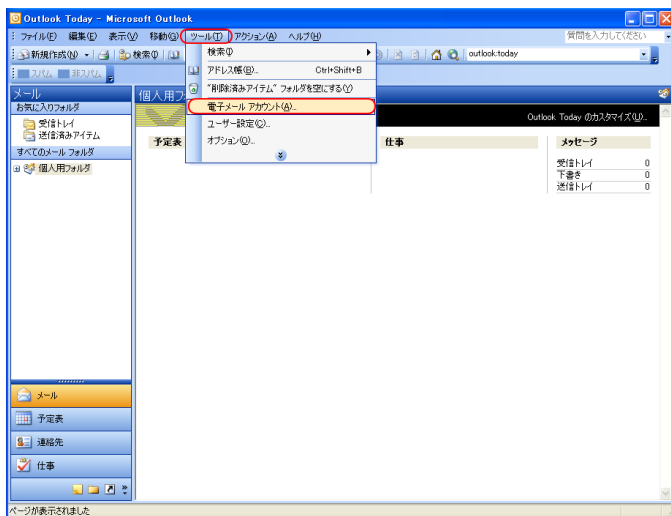 Outlook Today - Microsoft Outlook
ファイル(F) 編集(E) 表示(V) 移動(G) ツール(T) アクション(A) ヘルプ(H) 質問を入力してください
新規作成(N) 検索(I) outlook:today
スパム 非スパム
検索(I)
アドレス帳(B)... Ctrl+Shift+B
"削除済みアイテム" フォルダを空にする(Y)
電子メール アカウント(A)...
ユーザー設定(C)...
オプション(O)...
メール
お気に入りフォルダ
受信トレイ
送信済みアイテム
すべてのメール フォルダ
個人用フォルダ
個人用フ
Outlook Today のカスタマイズ(U)...
予定表 仕事 メッセージ
受信トレイ 0
下書き 0
送信トレイ 0
メール
予定表
連絡先
仕事
ページが表示されました